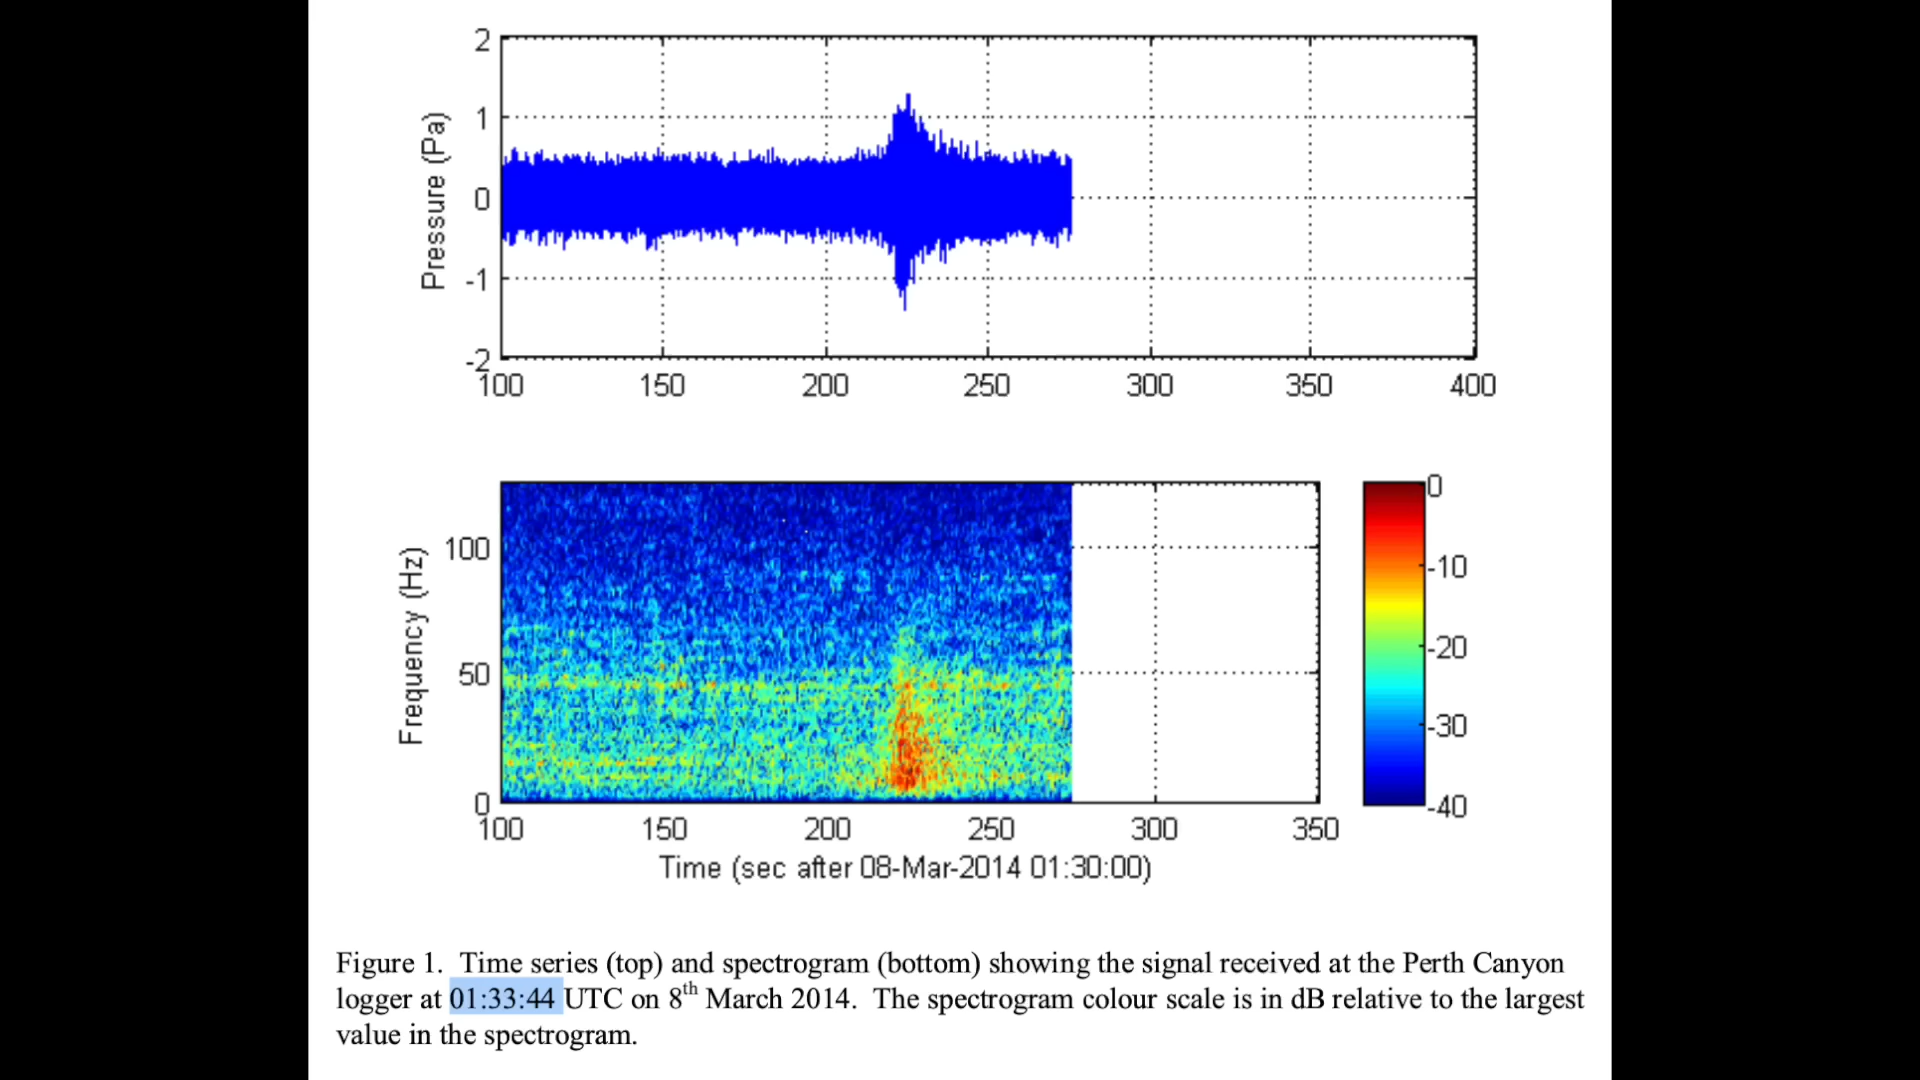 2
1
0
-1
-2
Pressure (Pa)
100 150 200 250 300 350 400
100
50
0
Frequency (Hz)
100 150 200 250 300 350
0
-10
-20
-30
-40
Time (sec after 08-Mar-2014 01:30:00)
Figure 1. Time series (top) and spectrogram (bottom) showing the signal received at the Perth Canyon
logger at 01:33:44 UTC on 8th March 2014. The spectrogram colour scale is in dB relative to the largest
value in the spectrogram.